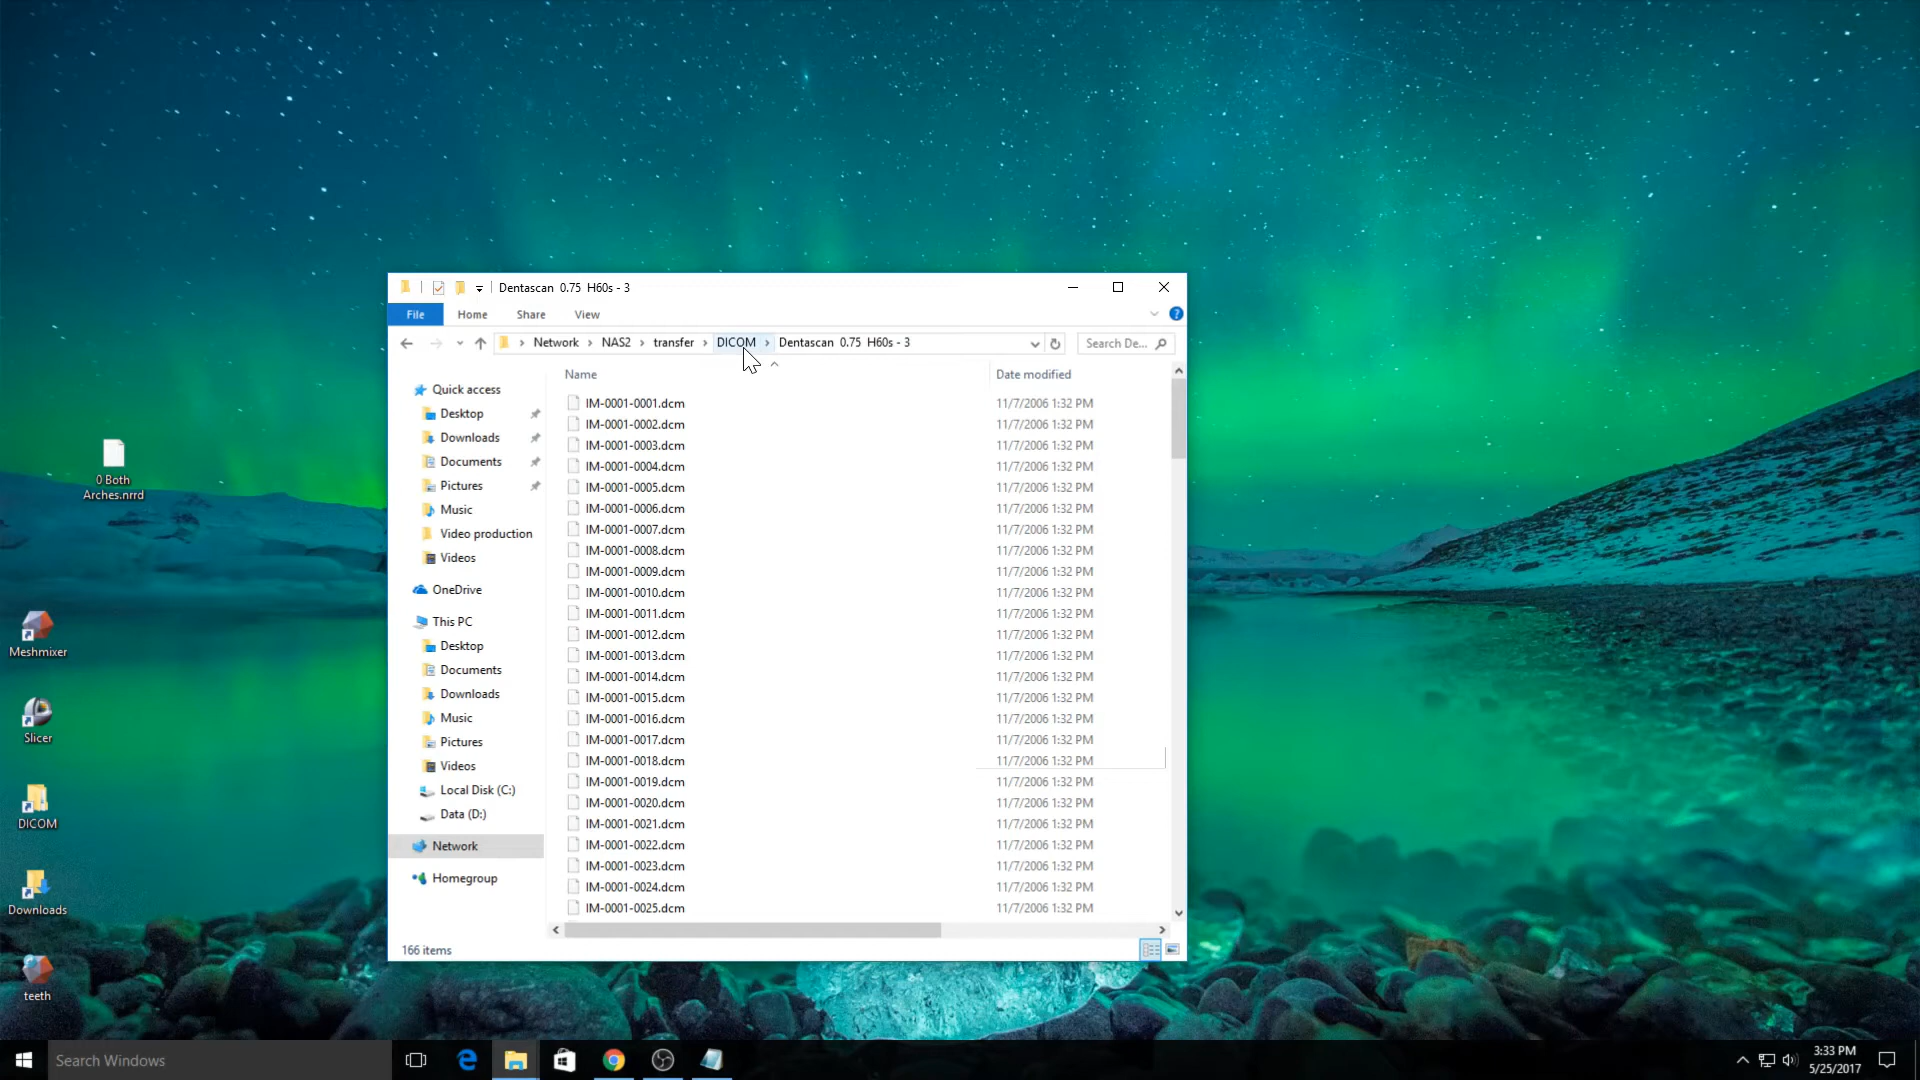 Dentascan 0.75 H60s - 3
File Home Share View
Network NAS2 transfer DICOM Dentascan 0.75 H60s - 3 Search De...
Name Date modified
Quick access
Desktop
Downloads
Documents
Pictures
Music
Video production
Videos
OneDrive
This PC
Desktop
Documents
Downloads
Music
Pictures
Videos
Local Disk (C:)
Data (D:)
Network
Homegroup
IM-0001-0001.dcm 11/7/2006 1:32 PM
IM-0001-0002.dcm 11/7/2006 1:32 PM
IM-0001-0003.dcm 11/7/2006 1:32 PM
IM-0001-0004.dcm 11/7/2006 1:32 PM
IM-0001-0005.dcm 11/7/2006 1:32 PM
IM-0001-0006.dcm 11/7/2006 1:32 PM
IM-0001-0007.dcm 11/7/2006 1:32 PM
IM-0001-0008.dcm 11/7/2006 1:32 PM
IM-0001-0009.dcm 11/7/2006 1:32 PM
IM-0001-0010.dcm 11/7/2006 1:32 PM
IM-0001-0011.dcm 11/7/2006 1:32 PM
IM-0001-0012.dcm 11/7/2006 1:32 PM
IM-0001-0013.dcm 11/7/2006 1:32 PM
IM-0001-0014.dcm 11/7/2006 1:32 PM
IM-0001-0015.dcm 11/7/2006 1:32 PM
IM-0001-0016.dcm 11/7/2006 1:32 PM
IM-0001-0017.dcm 11/7/2006 1:32 PM
IM-0001-0018.dcm 11/7/2006 1:32 PM
IM-0001-0019.dcm 11/7/2006 1:32 PM
IM-0001-0020.dcm 11/7/2006 1:32 PM
IM-0001-0021.dcm 11/7/2006 1:32 PM
IM-0001-0022.dcm 11/7/2006 1:32 PM
IM-0001-0023.dcm 11/7/2006 1:32 PM
IM-0001-0024.dcm 11/7/2006 1:32 PM
IM-0001-0025.dcm 11/7/2006 1:32 PM
166 items
0 Both
Arches.nrrd
Meshmixer
Slicer
DICOM
Downloads
teeth
Search Windows
3:33 PM
5/25/2017